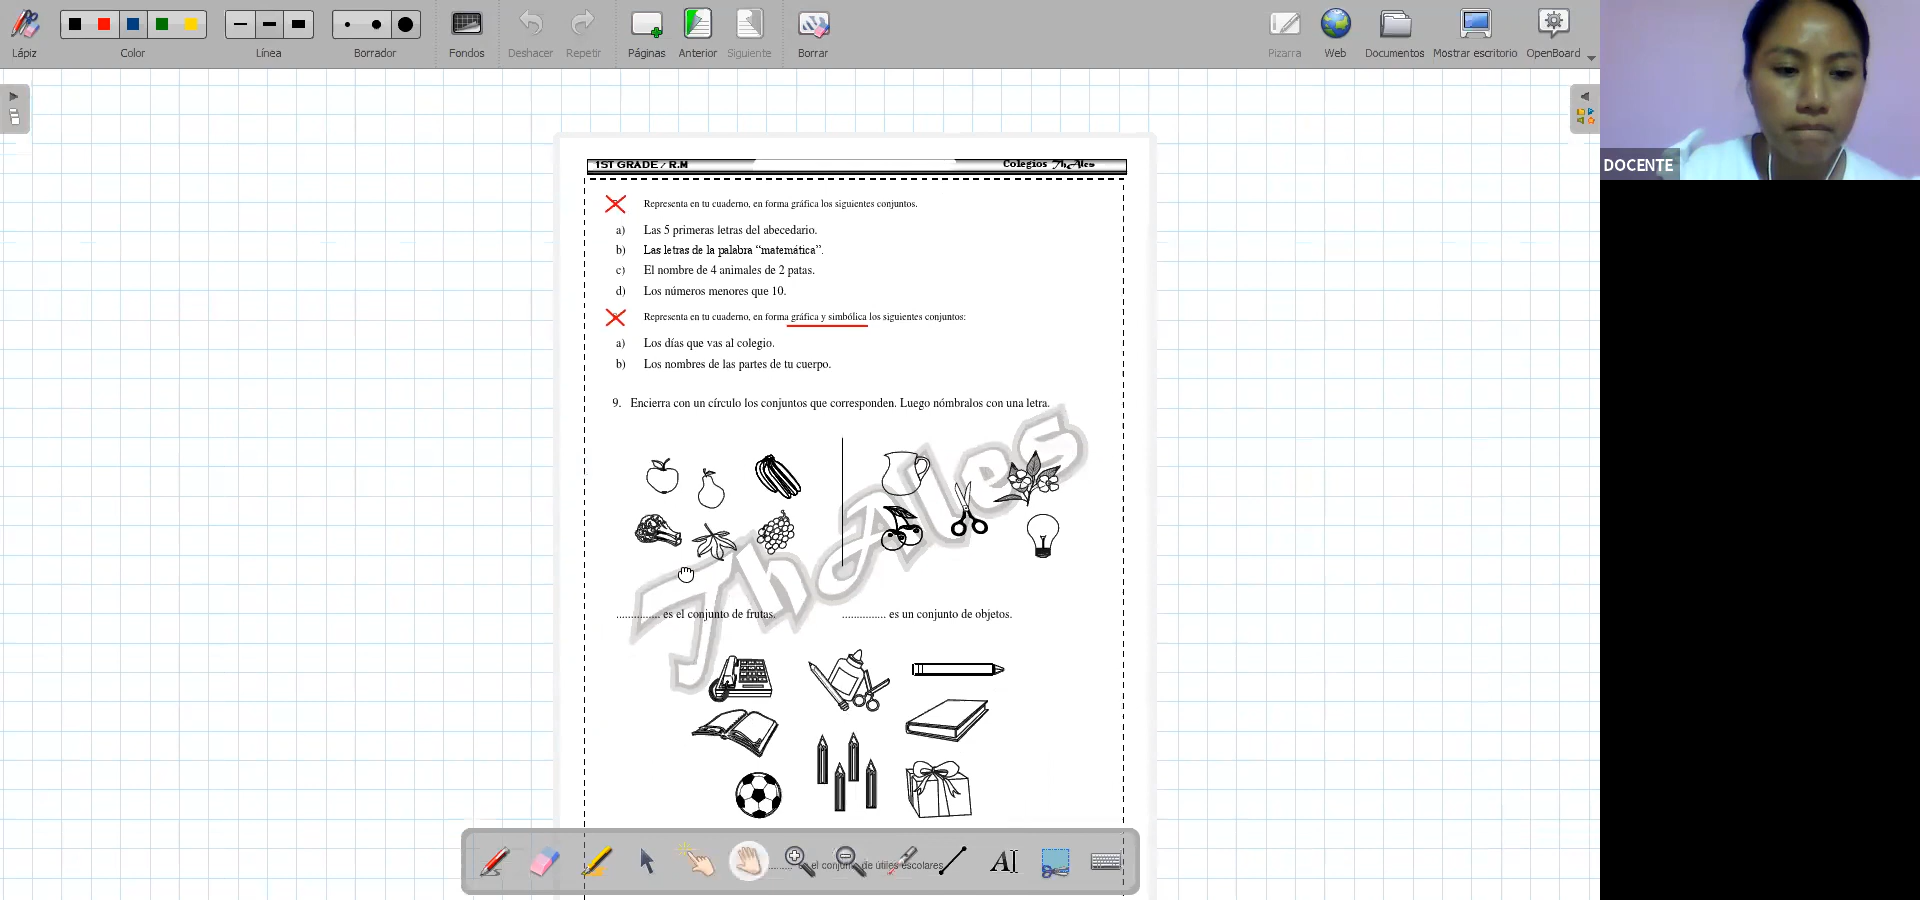 Lápiz
Color
Línea
Borrador
Fondos
Deshacer
Repetir
Páginas
Anterior
Siguiente
Borrar
Pizarra
Web
Documentos
Mostrar escritorio
OpenBoard
DOCENTE
1ST GRADE / R.M
Colegios ThAles
Representa en tu cuaderno, en forma gráfica los siguientes conjuntos.
a) Las 5 primeras letras del abecedario.
b) Las letras de la palabra “matemática”.
c) El nombre de 4 animales de 2 patas.
d) Los números menores que 10.
Representa en tu cuaderno, en forma gráfica y simbólica los siguientes conjuntos:
a) Los días que vas al colegio.
b) Los nombres de las partes de tu cuerpo.
9. Encierra con un círculo los conjuntos que corresponden. Luego nómbralos con una letra.
ThAles
............... es el conjunto de frutas.
............... es un conjunto de objetos.
es el conjunto de útiles escolares
AI